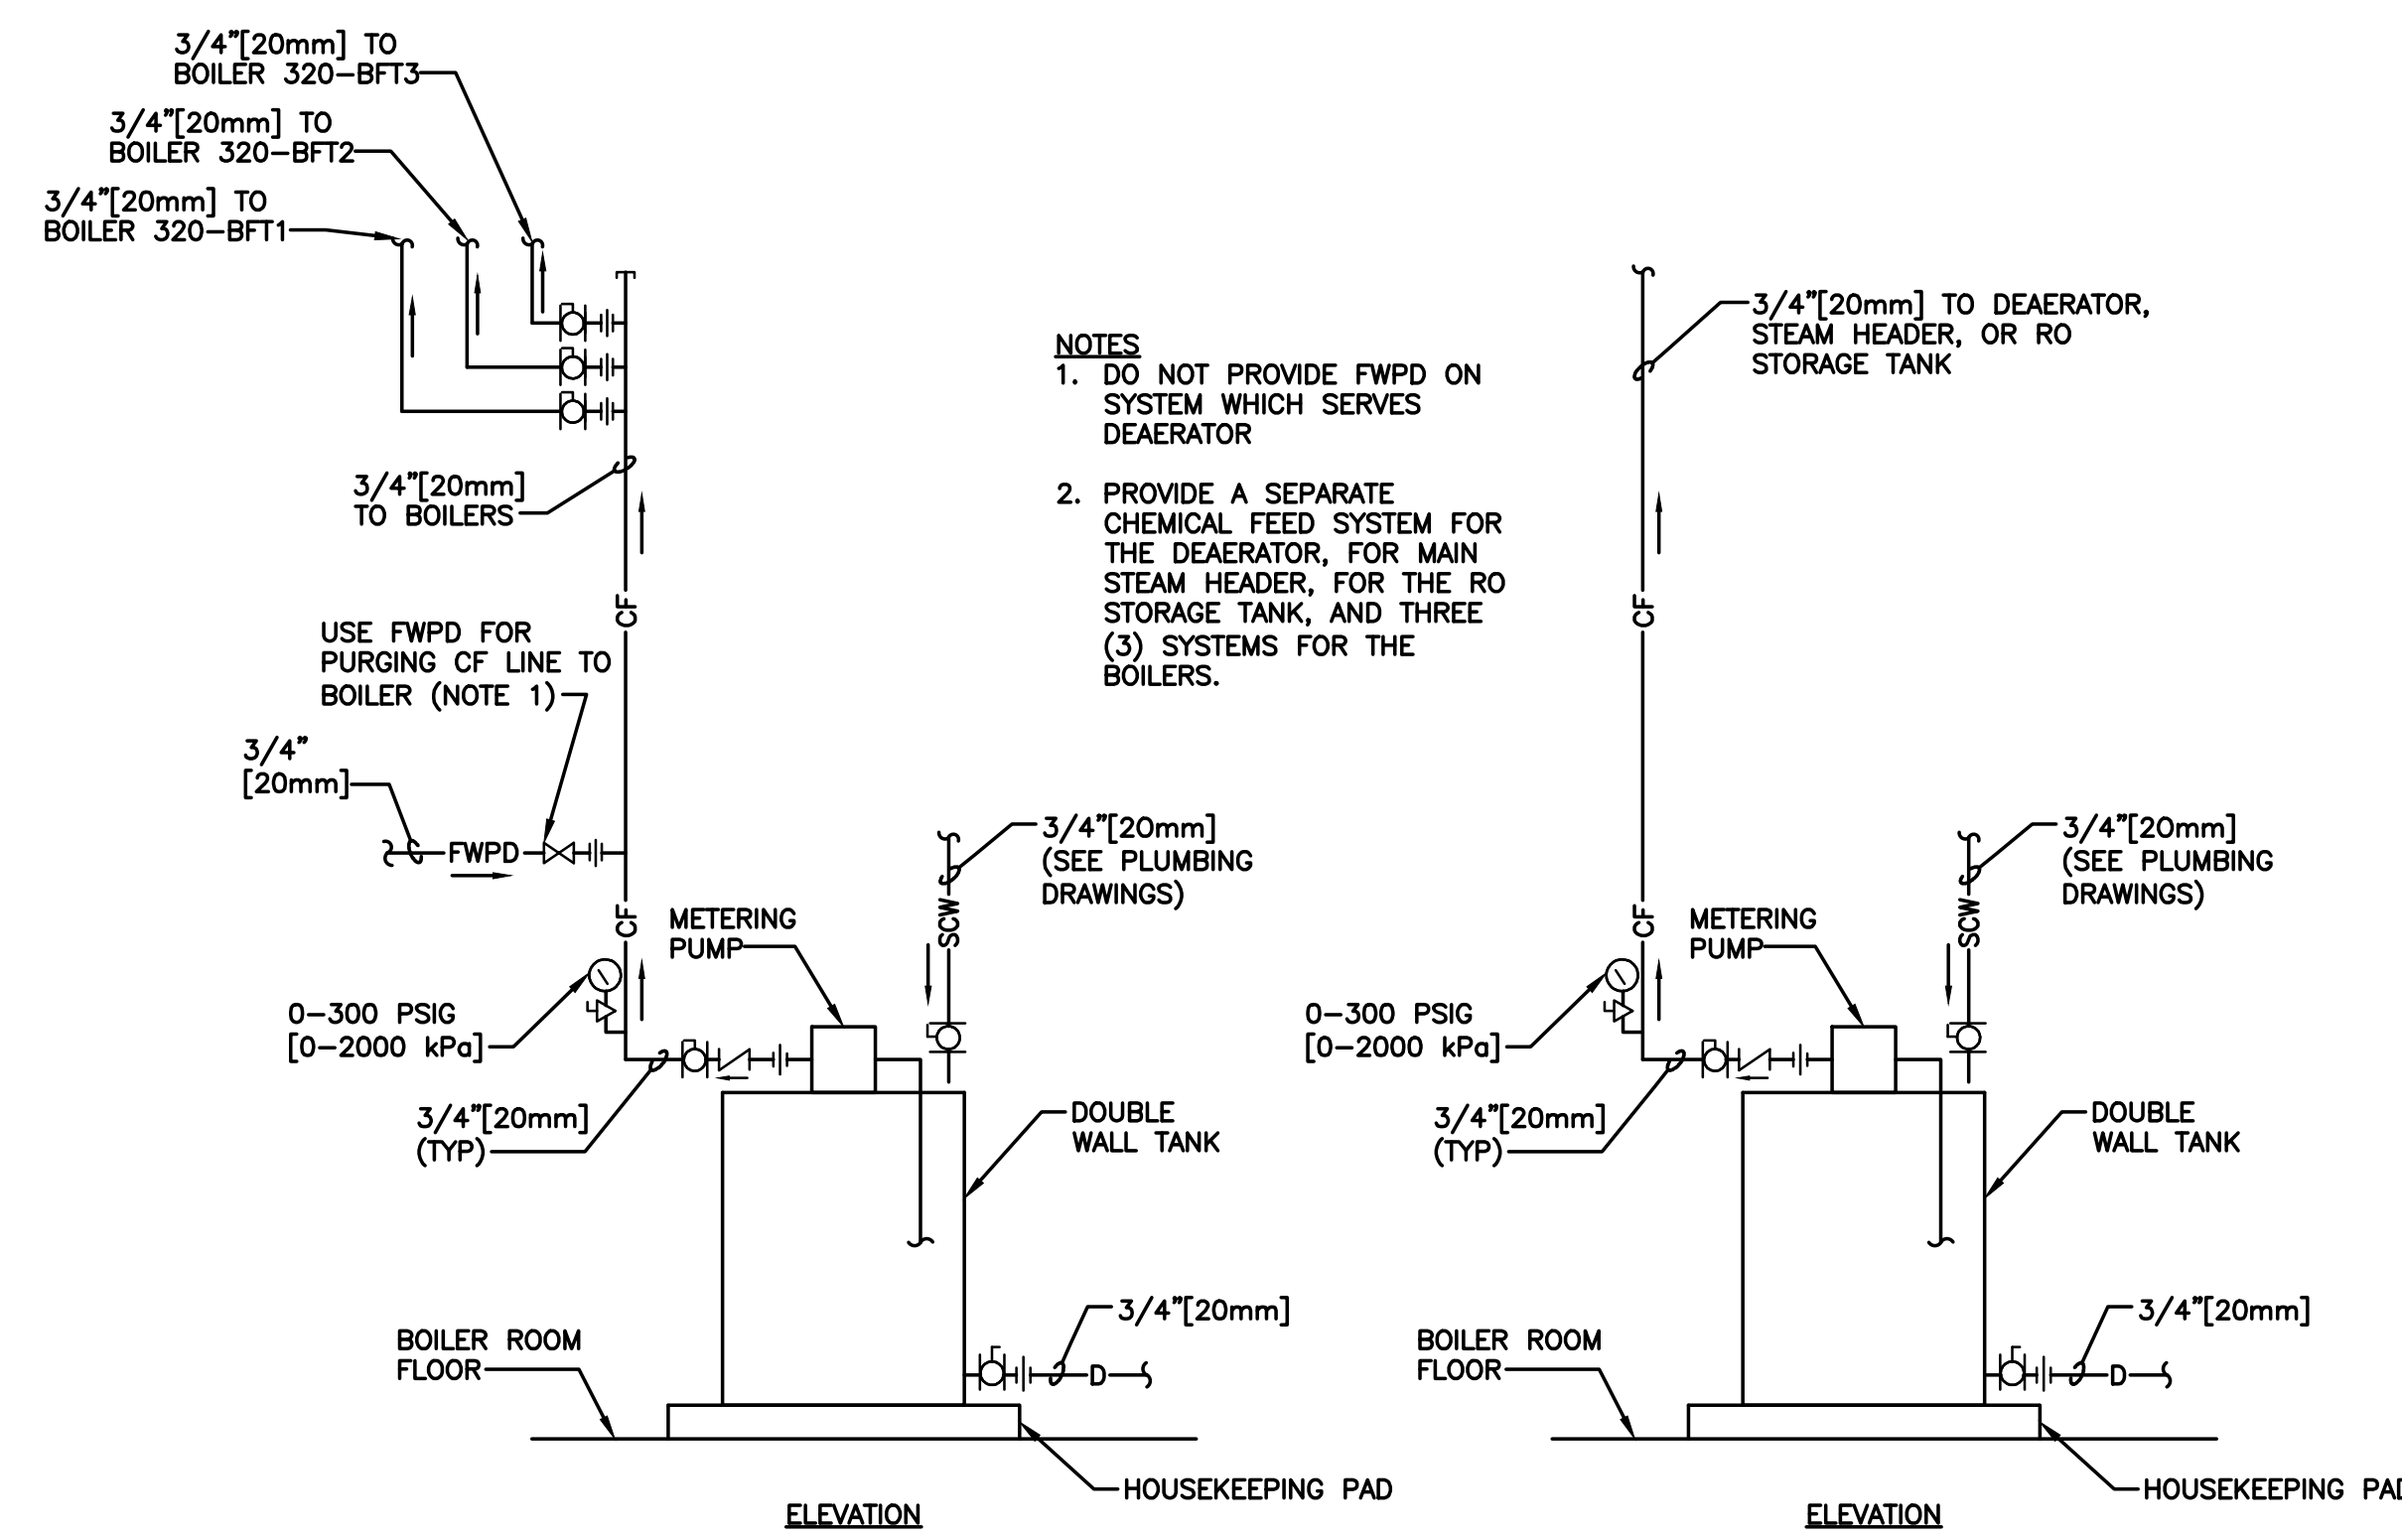 3/4"[20mm] TO
BOILER 320-BFT3
3/4"[20mm] TO
BOILER 320-BFT2
3/4"[20mm] TO
BOILER 320-BFT1
3/4"[20mm]
TO BOILERS
CF
USE FWPD FOR
PURGING CF LINE TO
BOILER (NOTE 1)
3/4"
[20mm]
FWPD
CF
METERING
PUMP
SCW
3/4"[20mm]
(SEE PLUMBING
DRAWINGS)
0-300 PSIG
[0-2000 kPa]
3/4"[20mm]
(TYP)
DOUBLE
WALL TANK
3/4"[20mm]
D
BOILER ROOM
FLOOR
HOUSEKEEPING PAD
ELEVATION
NOTES
1. DO NOT PROVIDE FWPD ON
SYSTEM WHICH SERVES
DEAERATOR
2. PROVIDE A SEPARATE
CHEMICAL FEED SYSTEM FOR
THE DEAERATOR, FOR MAIN
STEAM HEADER, FOR THE RO
STORAGE TANK, AND THREE
(3) SYSTEMS FOR THE
BOILERS.
3/4"[20mm] TO DEAERATOR,
STEAM HEADER, OR RO
STORAGE TANK
CF
CF
METERING
PUMP
SCW
3/4"[20mm]
(SEE PLUMBING
DRAWINGS)
0-300 PSIG
[0-2000 kPa]
3/4"[20mm]
(TYP)
DOUBLE
WALL TANK
3/4"[20mm]
D
BOILER ROOM
FLOOR
HOUSEKEEPING PAD
ELEVATION